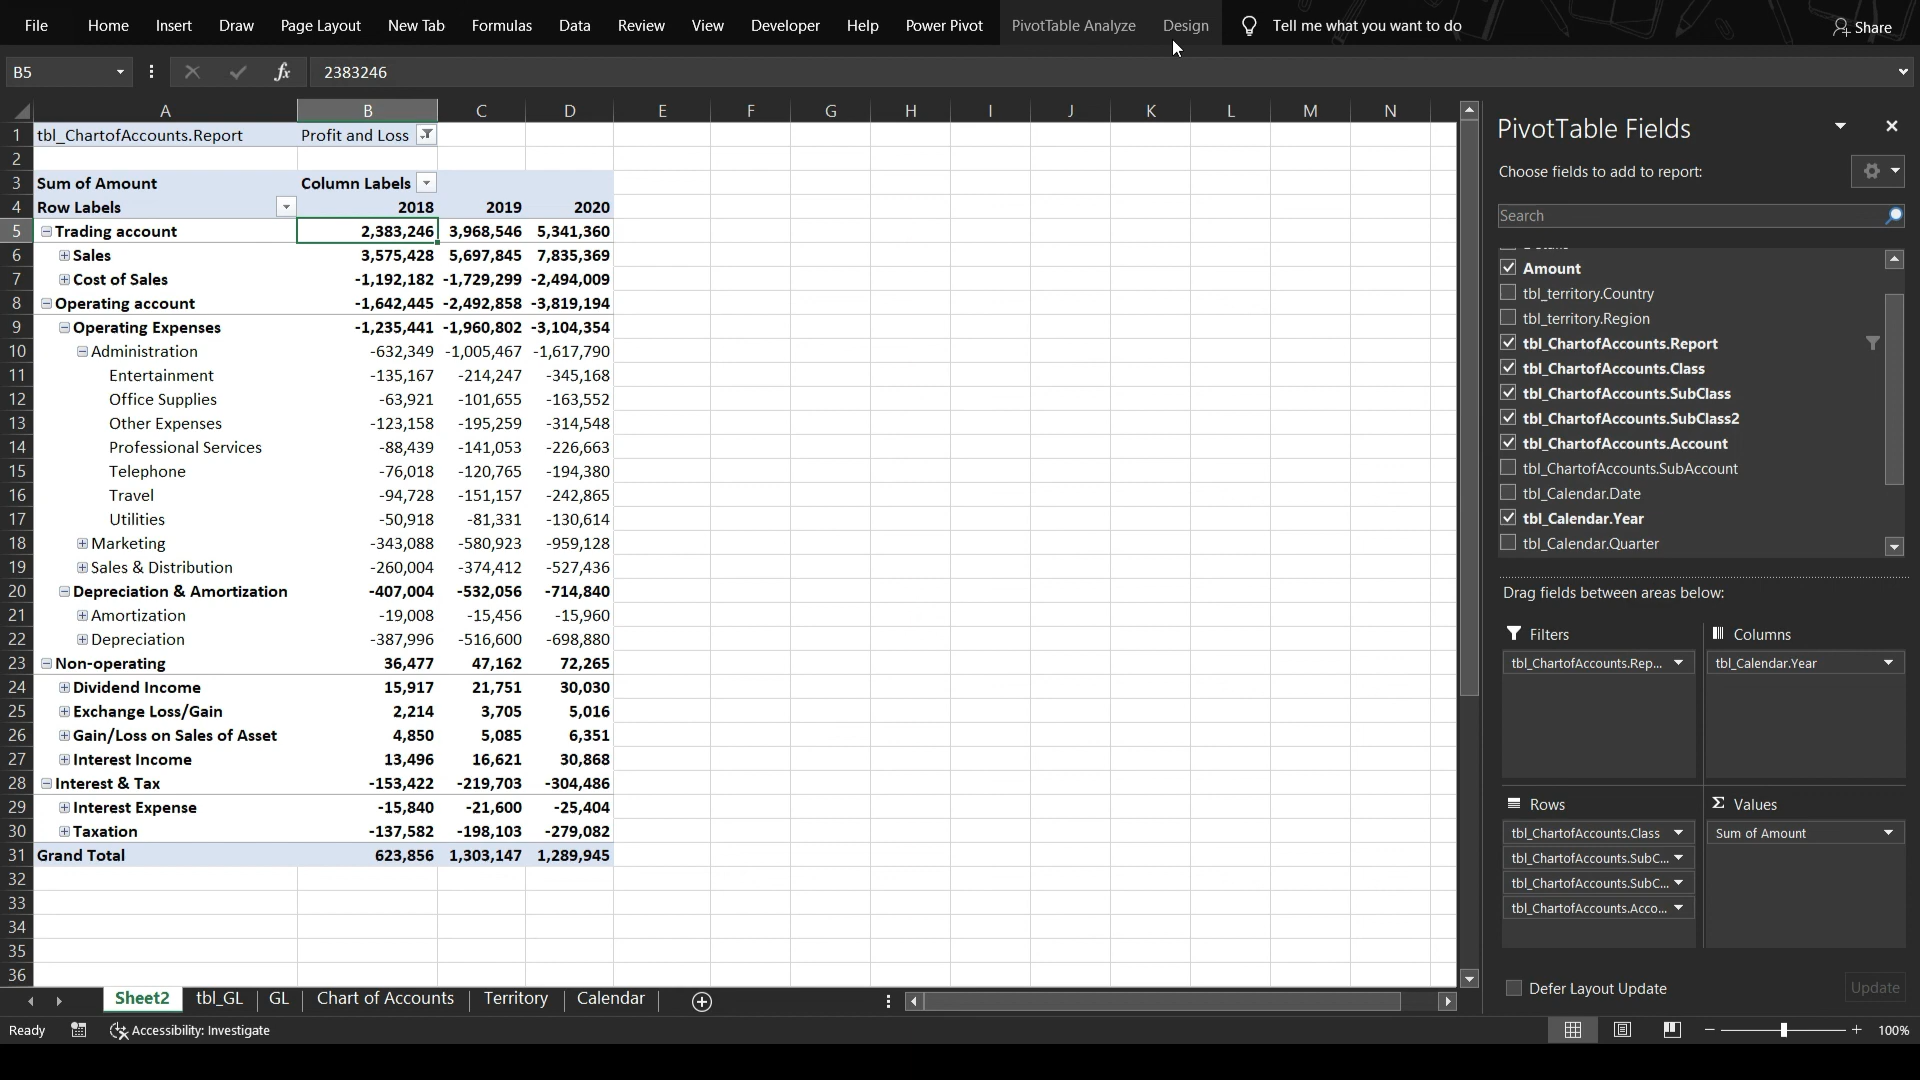 File Home Insert Draw Page Layout New Tab Formulas Data Review View Developer Help Power Pivot PivotTable Analyze Design Tell me what you want to do Share
B5 fx 2383246
A B C D E F G H I J K L M N
1 tbl_ChartofAccounts.Report Profit and Loss
2
3 Sum of Amount Column Labels
4 Row Labels 2018 2019 2020
5 Trading account 2,383,246 3,968,546 5,341,360
6 Sales 3,575,428 5,697,845 7,835,369
7 Cost of Sales -1,192,182 -1,729,299 -2,494,009
8 Operating account -1,642,445 -2,492,858 -3,819,194
9 Operating Expenses -1,235,441 -1,960,802 -3,104,354
10 Administration -632,349 -1,005,467 -1,617,790
11 Entertainment -135,167 -214,247 -345,168
12 Office Supplies -63,921 -101,655 -163,552
13 Other Expenses -123,158 -195,259 -314,548
14 Professional Services -88,439 -141,053 -226,663
15 Telephone -76,018 -120,765 -194,380
16 Travel -94,728 -151,157 -242,865
17 Utilities -50,918 -81,331 -130,614
18 Marketing -343,088 -580,923 -959,128
19 Sales & Distribution -260,004 -374,412 -527,436
20 Depreciation & Amortization -407,004 -532,056 -714,840
21 Amortization -19,008 -15,456 -15,960
22 Depreciation -387,996 -516,600 -698,880
23 Non-operating 36,477 47,162 72,265
24 Dividend Income 15,917 21,751 30,030
25 Exchange Loss/Gain 2,214 3,705 5,016
26 Gain/Loss on Sales of Asset 4,850 5,085 6,351
27 Interest Income 13,496 16,621 30,868
28 Interest & Tax -153,422 -219,703 -304,486
29 Interest Expense -15,840 -21,600 -25,404
30 Taxation -137,582 -198,103 -279,082
31 Grand Total 623,856 1,303,147 1,289,945
32
33
34
35
36
Sheet2 tbl_GL GL Chart of Accounts Territory Calendar
Ready Accessibility: Investigate 100%
PivotTable Fields
Choose fields to add to report:
Search
Amount
tbl_territory.Country
tbl_territory.Region
tbl_ChartofAccounts.Report
tbl_ChartofAccounts.Class
tbl_ChartofAccounts.SubClass
tbl_ChartofAccounts.SubClass2
tbl_ChartofAccounts.Account
tbl_ChartofAccounts.SubAccount
tbl_Calendar.Date
tbl_Calendar.Year
tbl_Calendar.Quarter
Drag fields between areas below:
Filters
tbl_ChartofAccounts.Rep...
Columns
tbl_Calendar.Year
Rows
tbl_ChartofAccounts.Class
tbl_ChartofAccounts.SubC...
tbl_ChartofAccounts.SubC...
tbl_ChartofAccounts.Acco...
Σ Values
Sum of Amount
Defer Layout Update Update